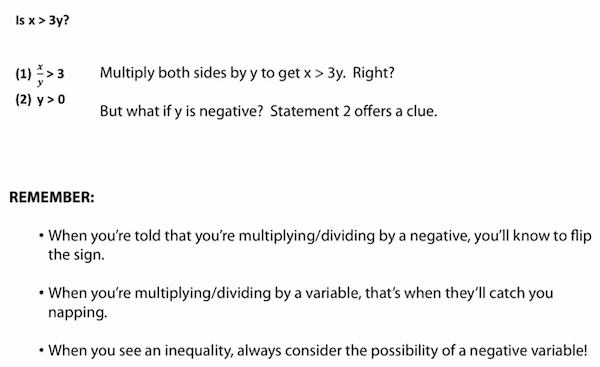 Is x > 3y?
(1) x/y > 3 Multiply both sides by y to get x > 3y. Right?
(2) y > 0
But what if y is negative? Statement 2 offers a clue.
REMEMBER:
• When you're told that you're multiplying/dividing by a negative, you'll know to flip
the sign.
• When you're multiplying/dividing by a variable, that's when they'll catch you
napping.
• When you see an inequality, always consider the possibility of a negative variable!